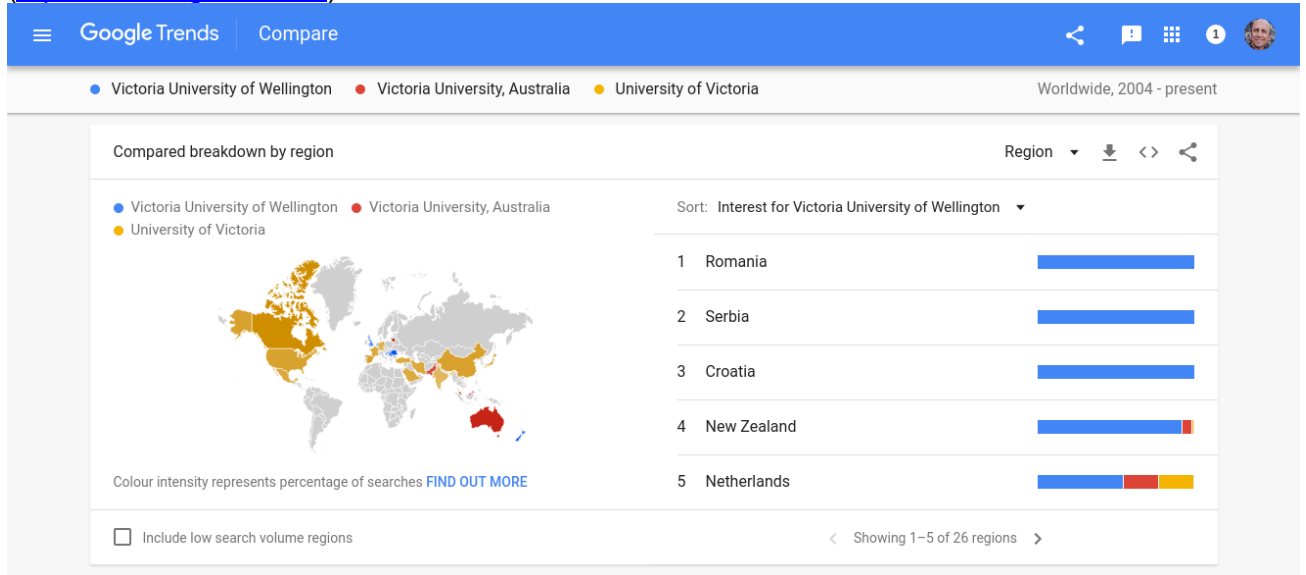 Google Trends Compare 1
Victoria University of Wellington Victoria University, Australia University of Victoria Worldwide, 2004 - present
Compared breakdown by region Region
Victoria University of Wellington Victoria University, Australia
University of Victoria
Sort: Interest for Victoria University of Wellington
1 Romania
2 Serbia
3 Croatia
4 New Zealand
5 Netherlands
Colour intensity represents percentage of searches FIND OUT MORE
Include low search volume regions
Showing 1–5 of 26 regions